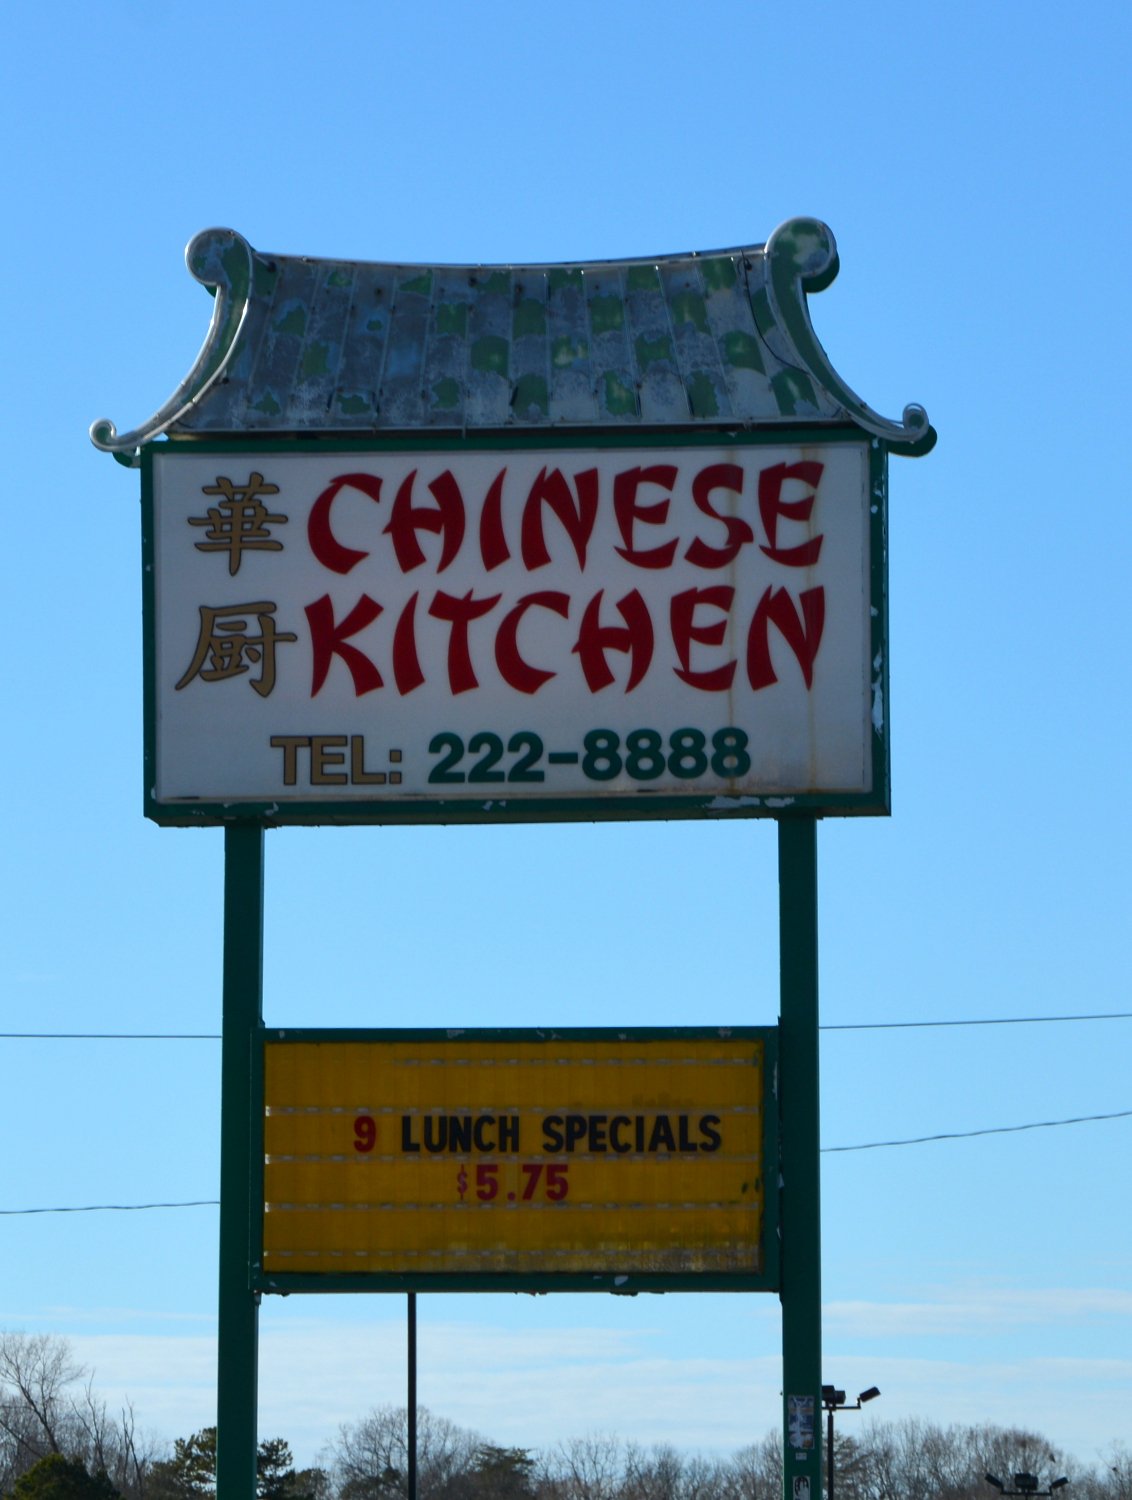 華 CHINESE
厨 KITCHEN
TEL: 222-8888
9 LUNCH SPECIALS
$5.75